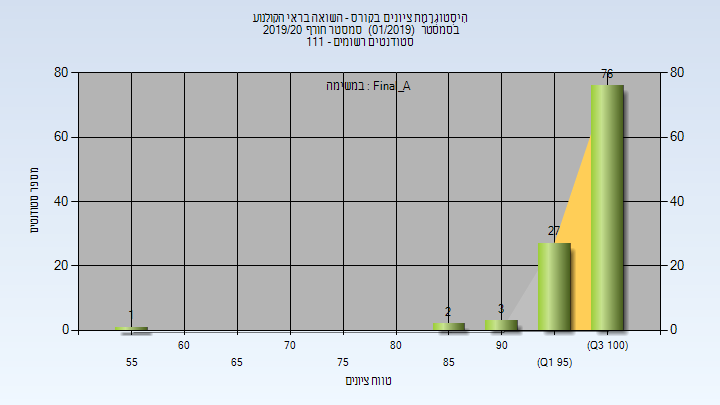 היסטוגרמת ציונים בקורס - השואה בראי הקולנוע
בסמסטר (01/2019) סמסטר חורף 2019/20
סטודנטים רשומים - 111
במשימה : Final_A
מספר סטודנטים
80
60
40
20
0
80
60
40
20
0
1
2
3
27
76
55
60
65
70
75
80
85
90
(Q1 95)
(Q3 100)
טווח ציונים